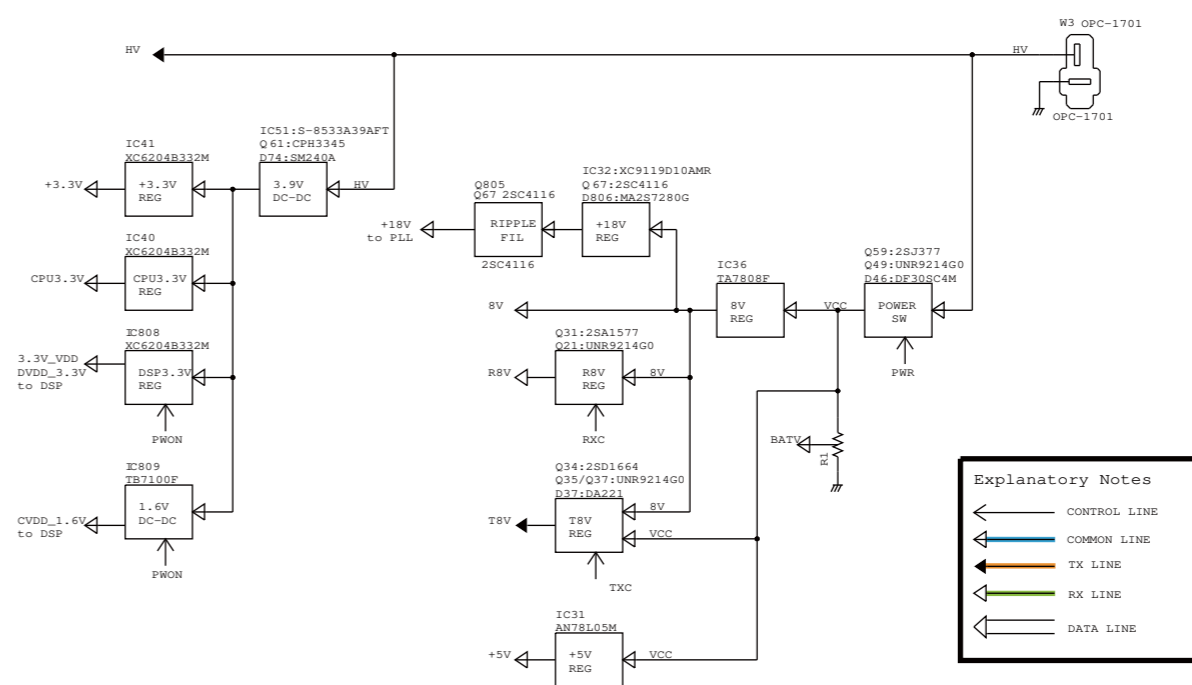 W3 OPC-1701
HV
HV
OPC-1701
IC51:S-8533A39AFT
Q61:CPH3345
D74:SM240A
3.9V
DC-DC
HV
IC41
XC6204B332M
+3.3V
REG
+3.3V
IC40
XC6204B332M
CPU3.3V
REG
CPU3.3V
IC808
XC6204B332M
DSP3.3V
REG
3.3V_VDD
DVDD_3.3V
to DSP
PWON
IC809
TB7100F
1.6V
DC-DC
CVDD_1.6V
to DSP
PWON
Q805
Q67 2SC4116
RIPPLE
FIL
2SC4116
+18V
to PLL
IC32:XC9119D10AMR
Q67:2SC4116
D806:MA2S7280G
+18V
REG
IC36
TA7808F
8V
REG
8V
VCC
Q59:2SJ377
Q49:UNR9214G0
D46:DF30SC4M
POWER
SW
PWR
Q31:2SA1577
Q21:UNR9214G0
R8V
REG
R8V
8V
RXC
BATV
R1
Q34:2SD1664
Q35/Q37:UNR9214G0
D37:DA221
T8V
REG
T8V
8V
VCC
TXC
IC31
AN78L05M
+5V
REG
+5V
VCC
Explanatory Notes
CONTROL LINE
COMMON LINE
TX LINE
RX LINE
DATA LINE